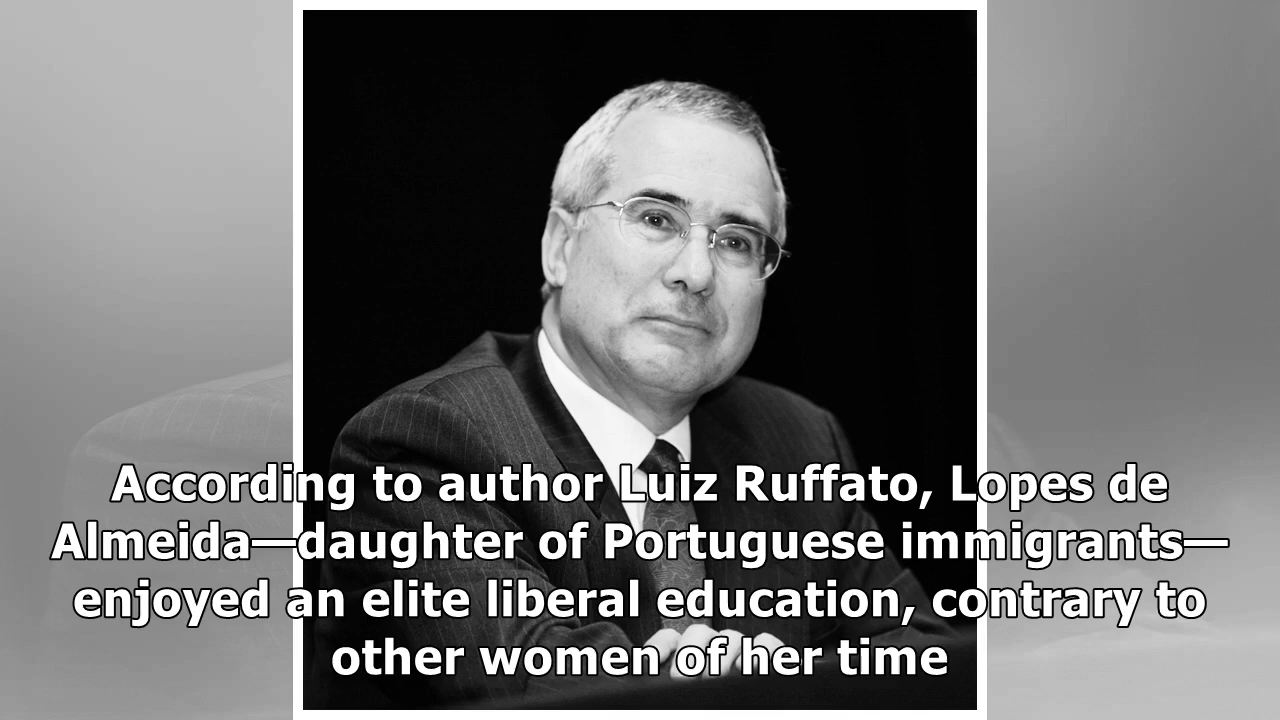 According to author Luiz Ruffato, Lopes de
Almeida—daughter of Portuguese immigrants—
enjoyed an elite liberal education, contrary to
other women of her time